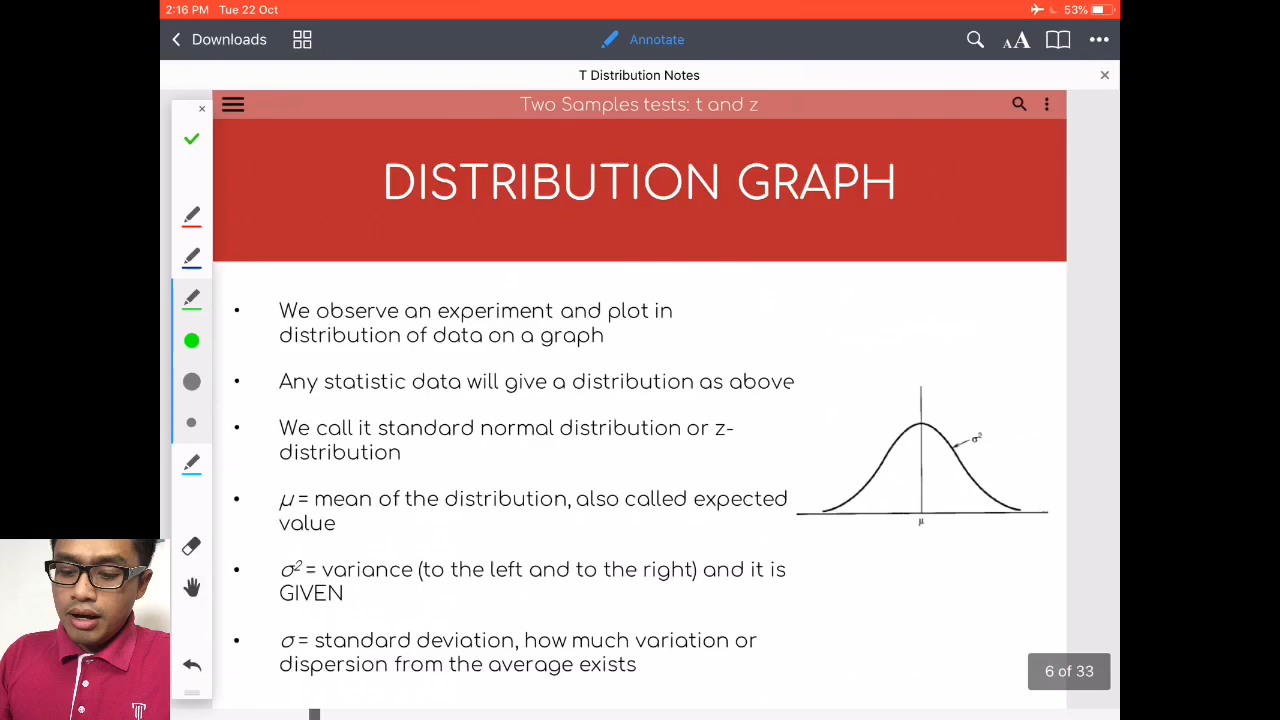 2:16 PM Tue 22 Oct
53%
Downloads
Annotate
AA
T Distribution Notes
Two Samples tests: t and z
DISTRIBUTION GRAPH
• We observe an experiment and plot in
distribution of data on a graph
• Any statistic data will give a distribution as above
• We call it standard normal distribution or z-
distribution
• μ = mean of the distribution, also called expected
value
• σ² = variance (to the left and to the right) and it is
GIVEN
• σ = standard deviation, how much variation or
dispersion from the average exists
σ²
μ
6 of 33